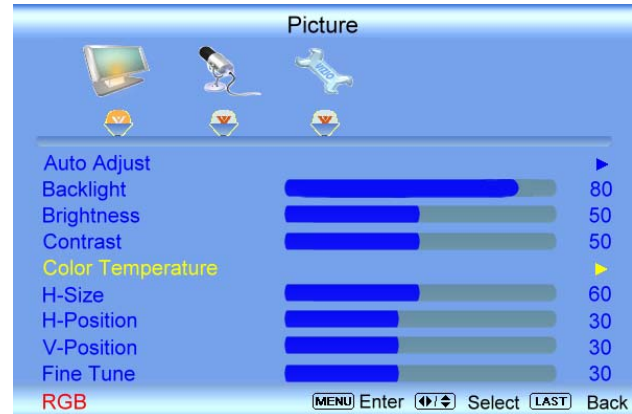 Picture
VIZIO
Auto Adjust
Backlight 80
Brightness 50
Contrast 50
Color Temperature
H-Size 60
H-Position 30
V-Position 30
Fine Tune 30
RGB MENU Enter Select LAST Back